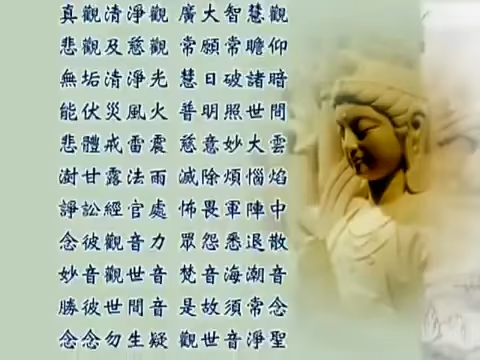 真觀清淨觀 廣大智慧觀
悲觀及慈觀 常願常瞻仰
無垢清淨光 慧日破諸暗
能伏災風火 普明照世間
悲體戒雷震 慈意妙大雲
澍甘露法雨 滅除煩惱焰
諍訟經官處 怖畏軍陣中
念彼觀音力 眾怨悉退散
妙音觀世音 梵音海潮音
勝彼世間音 是故須常念
念念勿生疑 觀世音淨聖